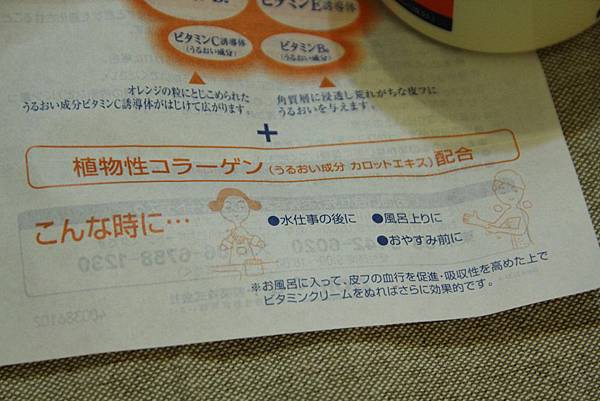 ビタミンE誘導体
ビタミンC誘導体
(うるおい成分)
ビタミンB₆
(うるおい成分)
オレンジの粒にとじこめられた
うるおい成分ビタミンC誘導体がはじけて広がります。
角質層に浸透し荒れがちな皮フに
うるおいを与えます。
+
植物性コラーゲン(うるおい成分 カロットエキス)配合
こんな時に…
●水仕事の後に ●風呂上りに
●おやすみ前に
※お風呂に入って、皮フの血行を促進・吸収性を高めた上で
ビタミンクリームをぬればさらに効果的です。